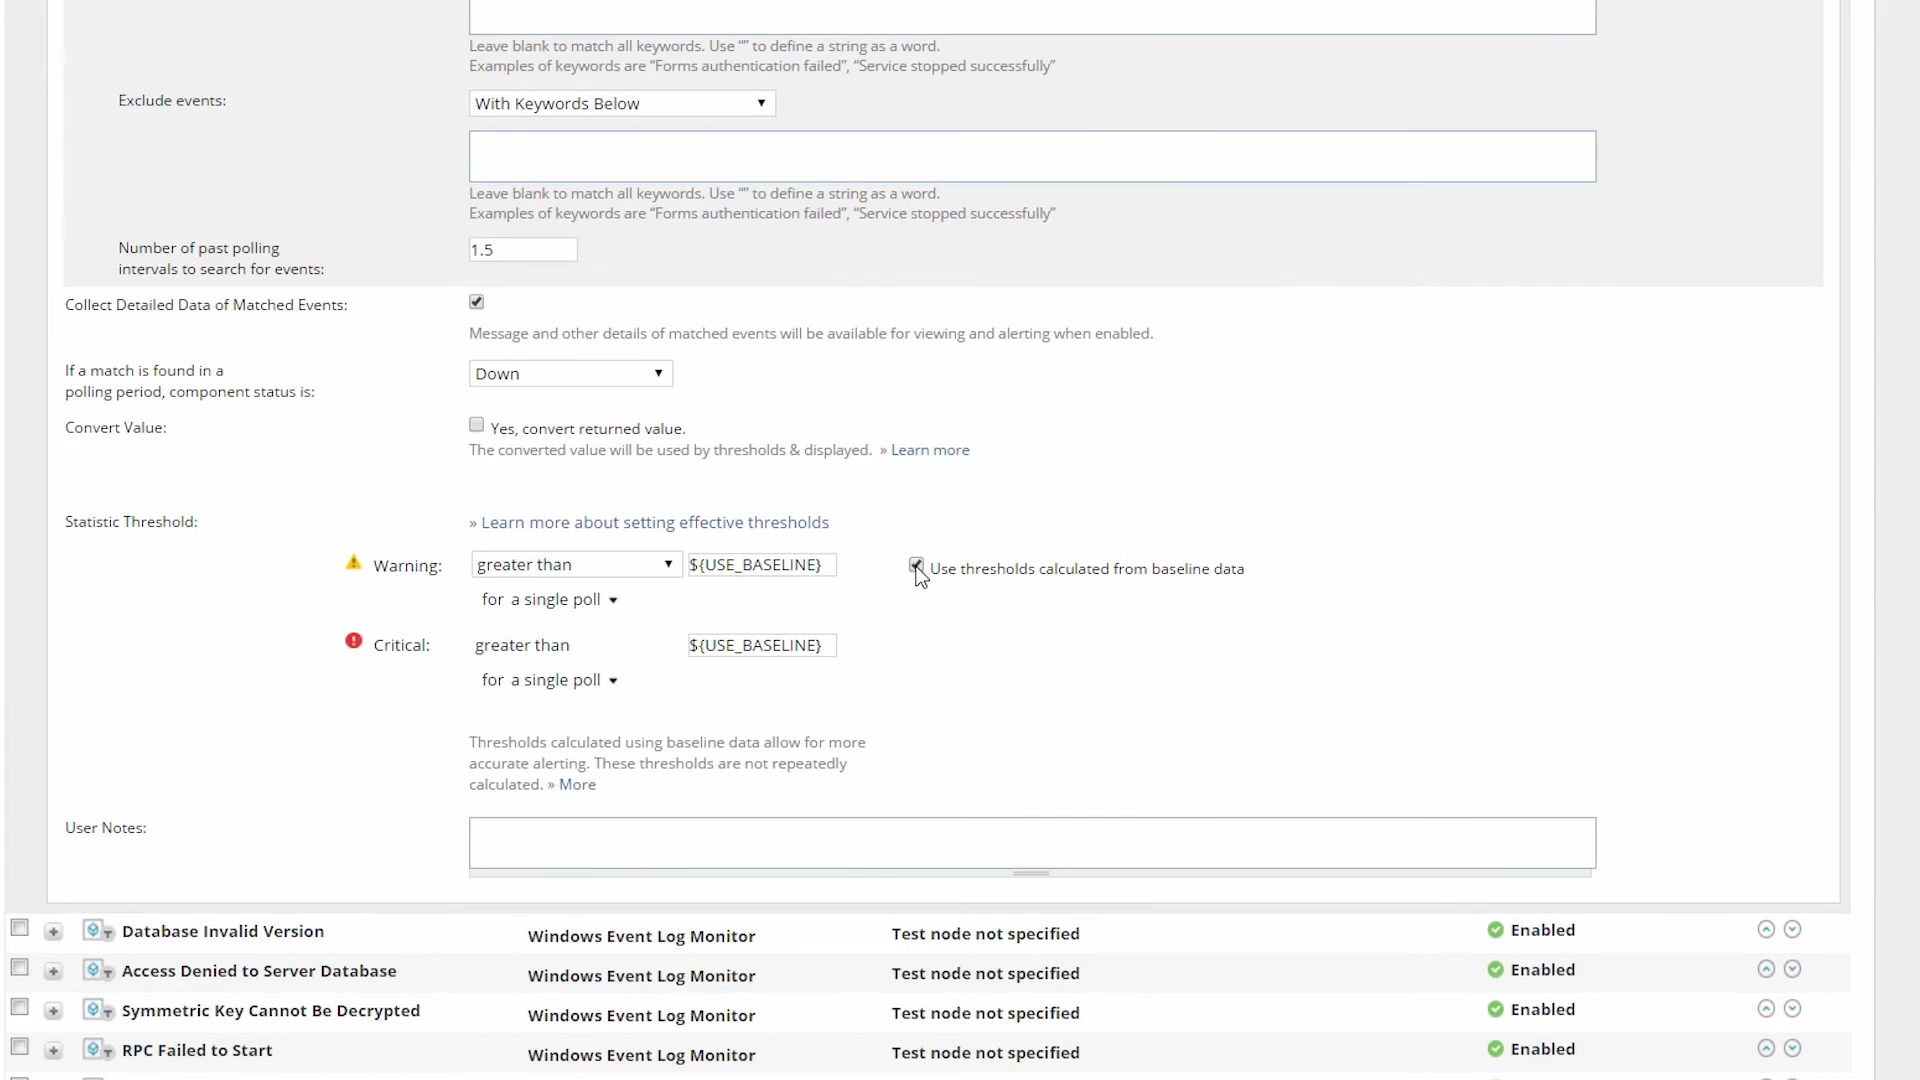 Leave blank to match all keywords. Use “” to define a string as a word.
Examples of keywords are “Forms authentication failed”, “Service stopped successfully”
Exclude events:
With Keywords Below
Leave blank to match all keywords. Use “” to define a string as a word.
Examples of keywords are “Forms authentication failed”, “Service stopped successfully”
Number of past polling
intervals to search for events:
1.5
Collect Detailed Data of Matched Events:
Message and other details of matched events will be available for viewing and alerting when enabled.
If a match is found in a
polling period, component status is:
Down
Convert Value:
Yes, convert returned value.
The converted value will be used by thresholds & displayed. » Learn more
Statistic Threshold:
» Learn more about setting effective thresholds
Warning: greater than ${USE_BASELINE} Use thresholds calculated from baseline data
for a single poll
Critical: greater than ${USE_BASELINE}
for a single poll
Thresholds calculated using baseline data allow for more
accurate alerting. These thresholds are not repeatedly
calculated. » More
User Notes:
Database Invalid Version Windows Event Log Monitor Test node not specified Enabled
Access Denied to Server Database Windows Event Log Monitor Test node not specified Enabled
Symmetric Key Cannot Be Decrypted Windows Event Log Monitor Test node not specified Enabled
RPC Failed to Start Windows Event Log Monitor Test node not specified Enabled